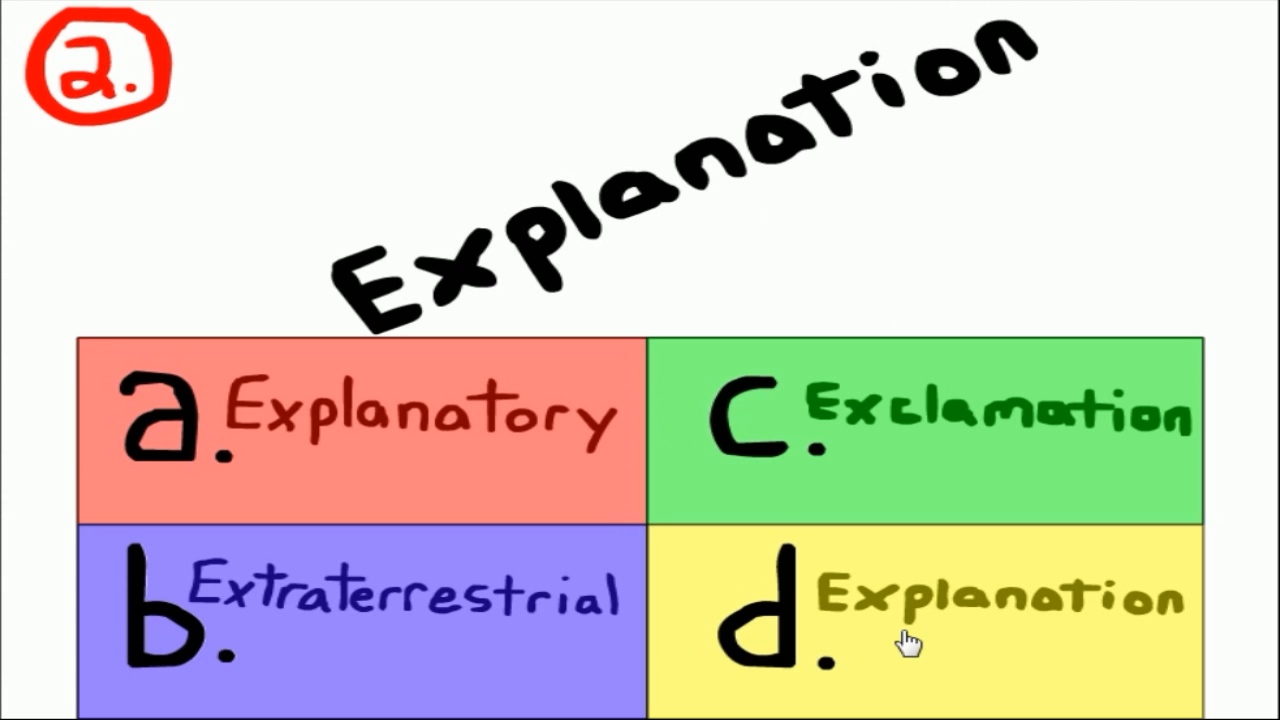 2.
Explanation
a. Explanatory
c. Exclamation
b. Extraterrestrial
d. Explanation